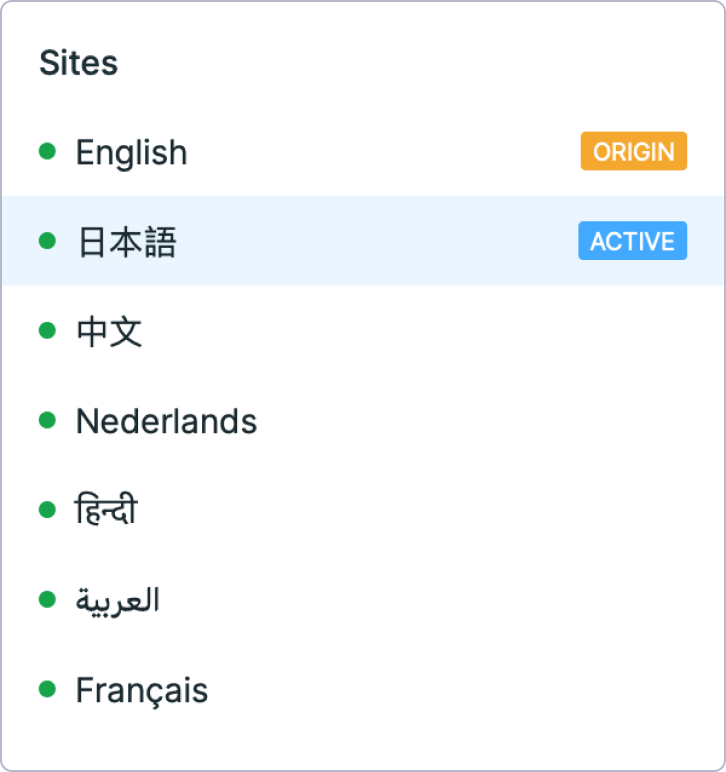 Sites
English ORIGIN
日本語 ACTIVE
中文
Nederlands
हिन्दी
العربية
Français